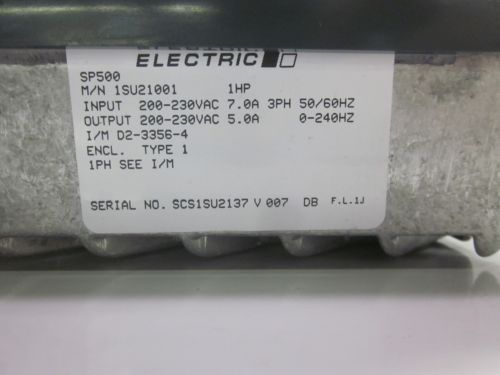 ELECTRIC
SP500
M/N 1SU21001 1HP
INPUT 200-230VAC 7.0A 3PH 50/60HZ
OUTPUT 200-230VAC 5.0A 0-240HZ
I/M D2-3356-4
ENCL. TYPE 1
1PH SEE I/M
SERIAL NO. SCS1SU2137 V 007 DB F.L.1J